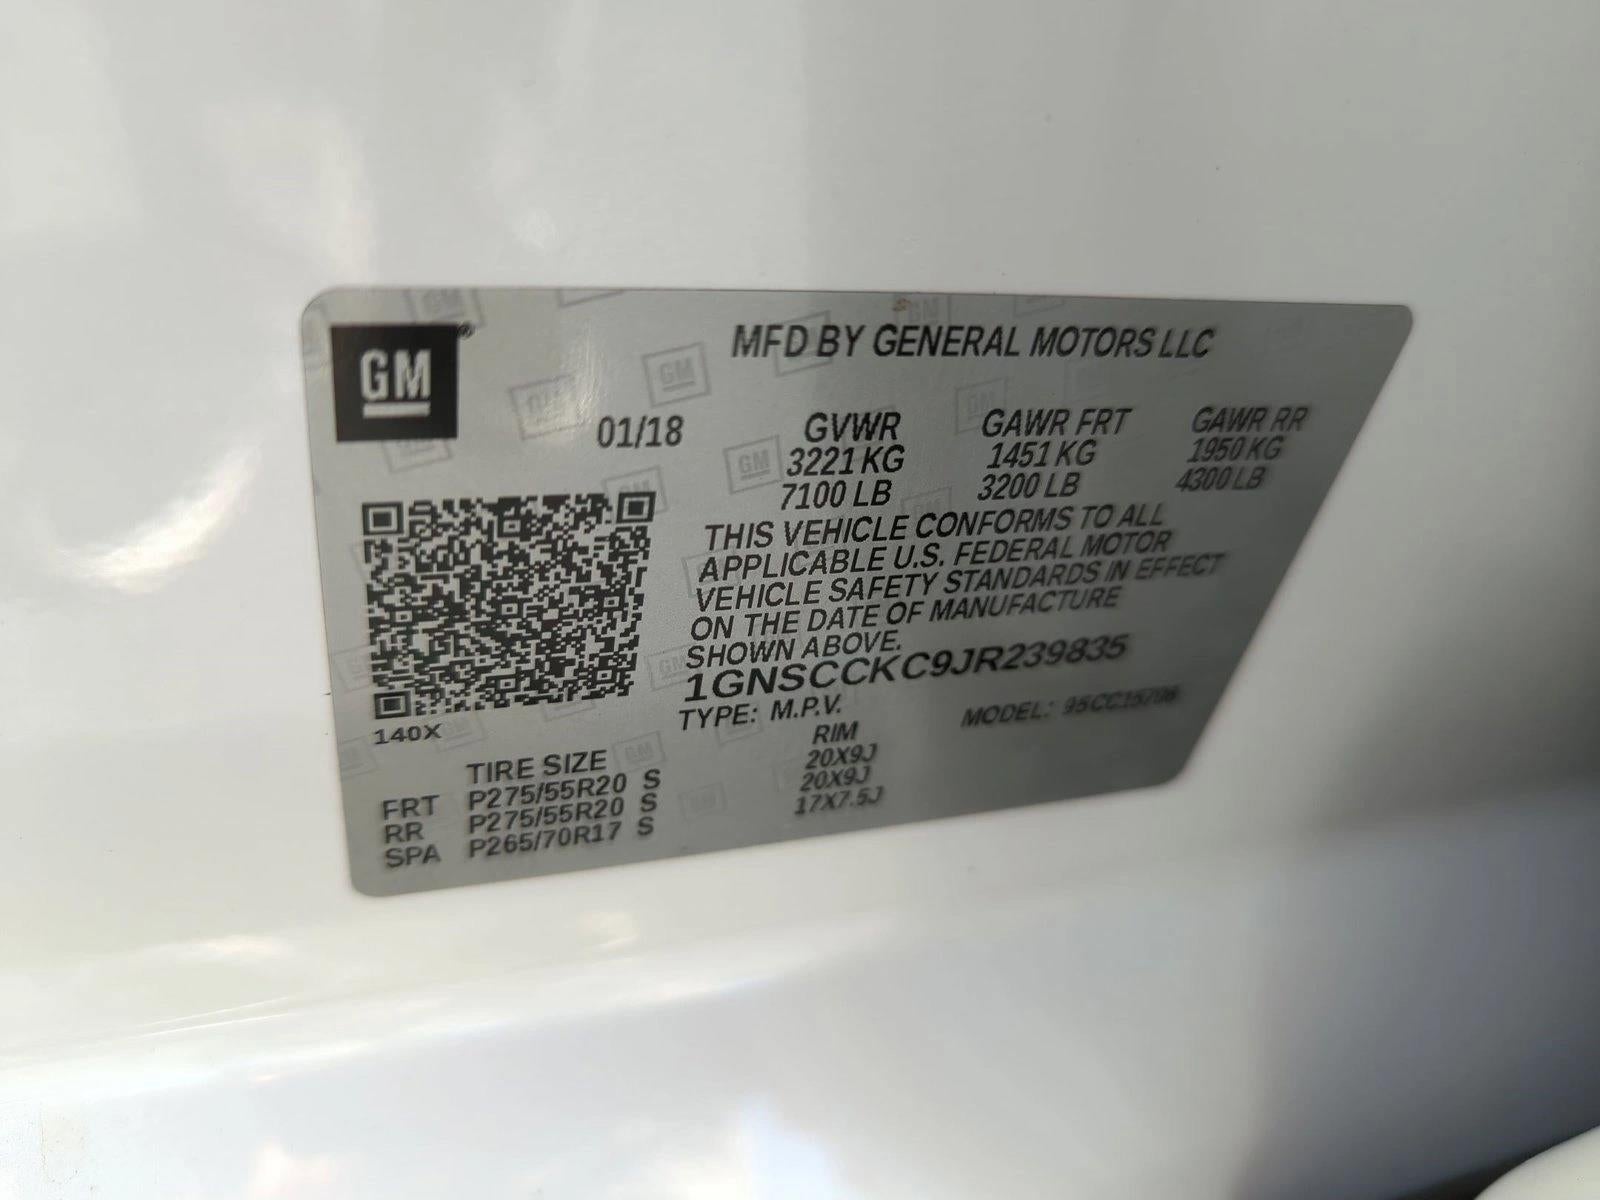 GM®
MFD BY GENERAL MOTORS LLC
01/18
GVWR GAWR FRT GAWR RR
3221 KG 1451 KG 1950 KG
7100 LB 3200 LB 4300 LB
THIS VEHICLE CONFORMS TO ALL
APPLICABLE U.S. FEDERAL MOTOR
VEHICLE SAFETY STANDARDS IN EFFECT
ON THE DATE OF MANUFACTURE
SHOWN ABOVE.
1GNSCCKC9JR239835
TYPE: M.P.V. MODEL:
140X
TIRE SIZE RIM
FRT P275/55R20 S 20X9J
RR P275/55R20 S 20X9J
SPA P265/70R17 S 17X7.5J